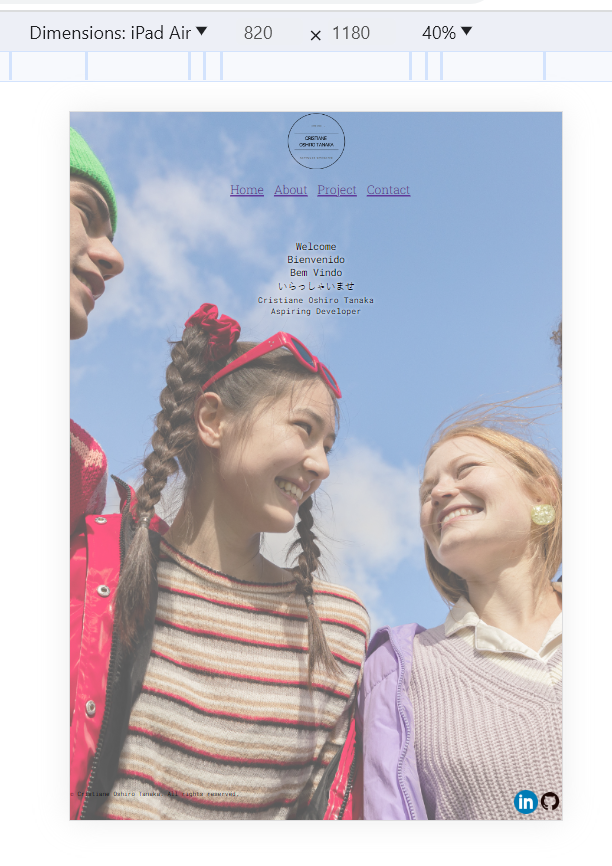 Dimensions: iPad Air ▼ 820 × 1180 40% ▼
CRISTIANE
OSHIRO TANAKA
Home About Project Contact
Welcome
Bienvenido
Bem Vindo
いらっしゃいませ
Cristiane Oshiro Tanaka
Aspiring Developer
Cristiane Oshiro Tanaka. All rights reserved.
in